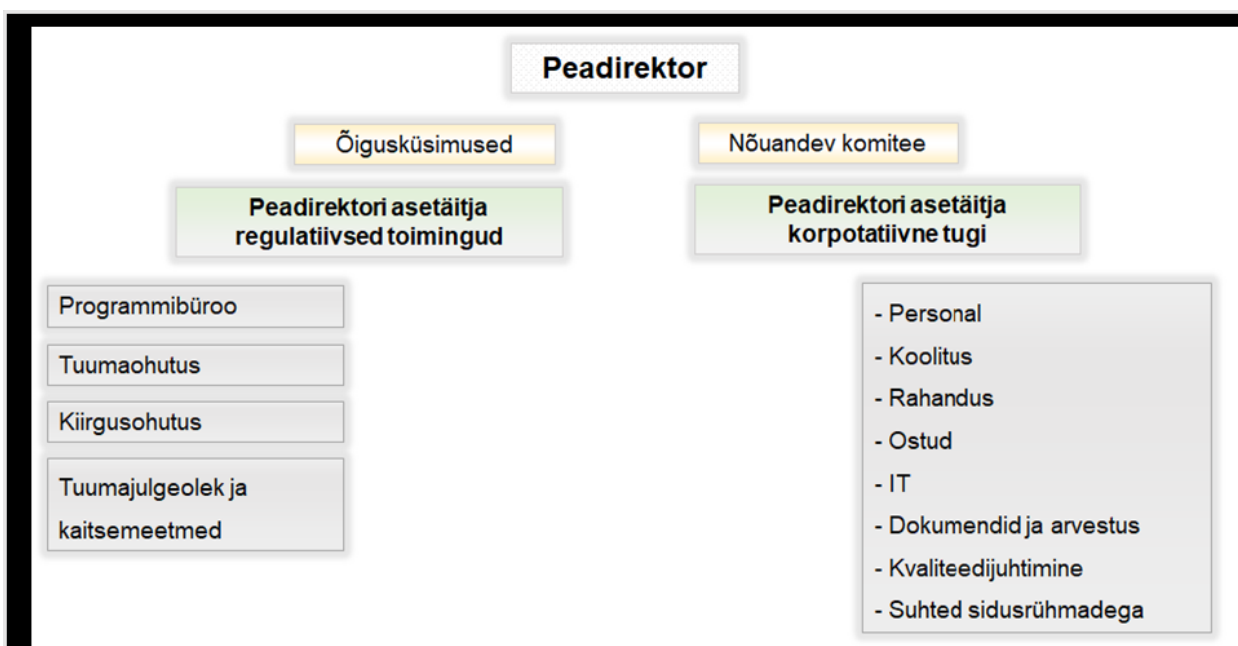 Peadirektor
Õigusküsimused
Nõuandev komitee
Peadirektori asetäitja
regulatiivsed toimingud
Peadirektori asetäitja
korpotatiivne tugi
Programmibüroo
Tuumaohutus
Kiirgusohutus
Tuumajulgeolek ja
kaitsemeetmed
- Personal
- Koolitus
- Rahandus
- Ostud
- IT
- Dokumendid ja arvestus
- Kvaliteedijuhtimine
- Suhted sidusrühmadega